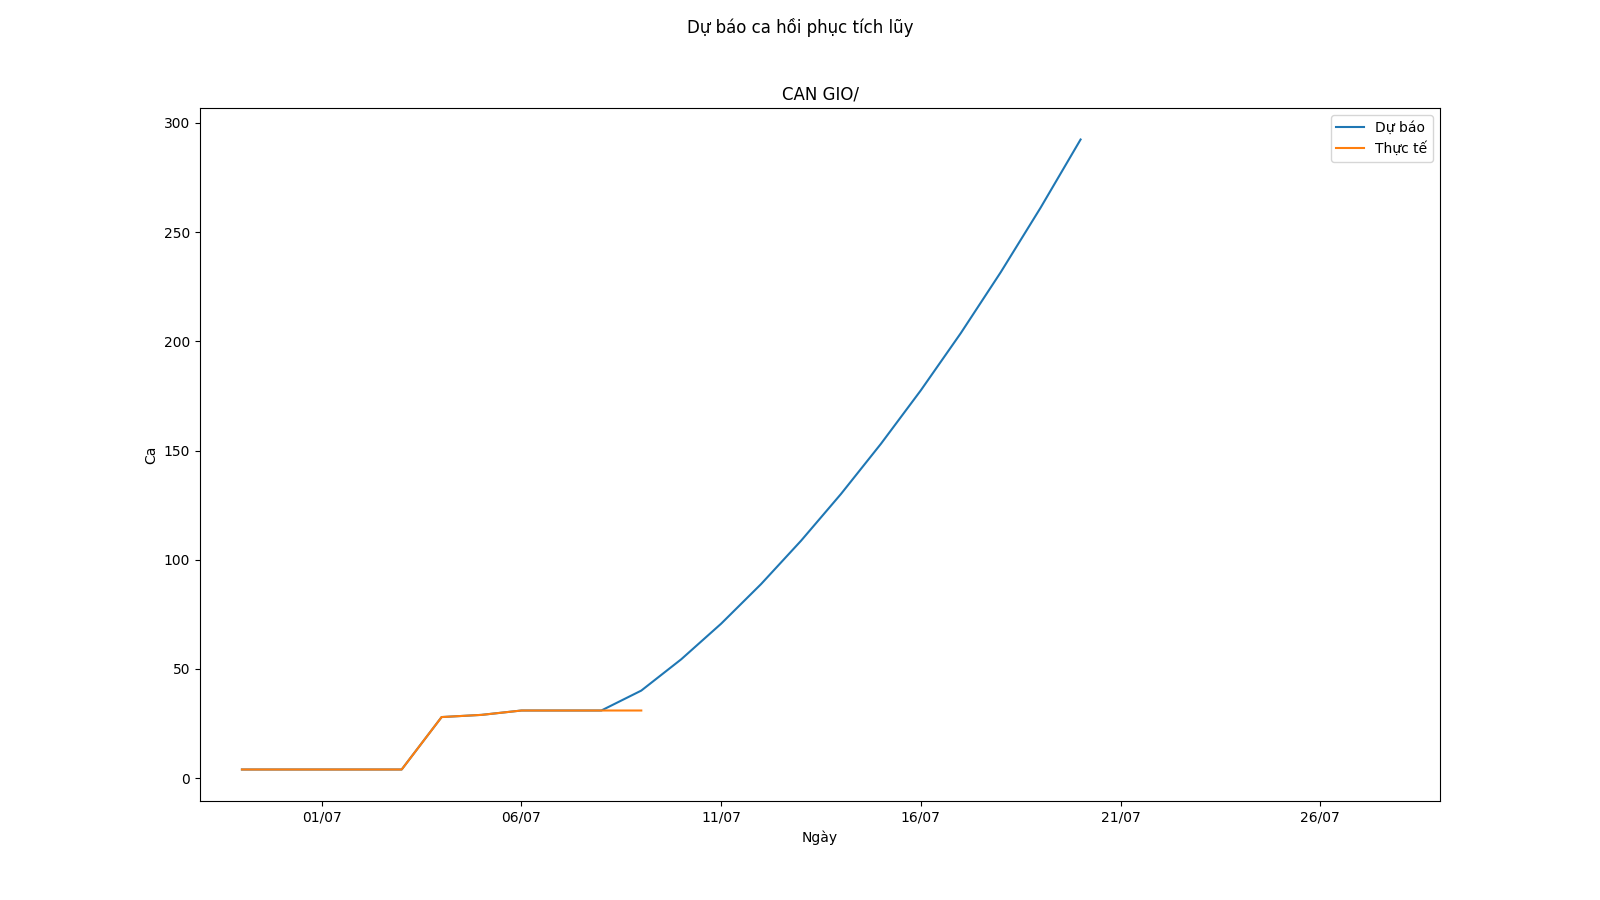 Dự báo ca hồi phục tích lũy
CAN GIO/
Dự báo
Thực tế
300
250
200
150
100
50
0
Ca
01/07
06/07
11/07
16/07
21/07
26/07
Ngày